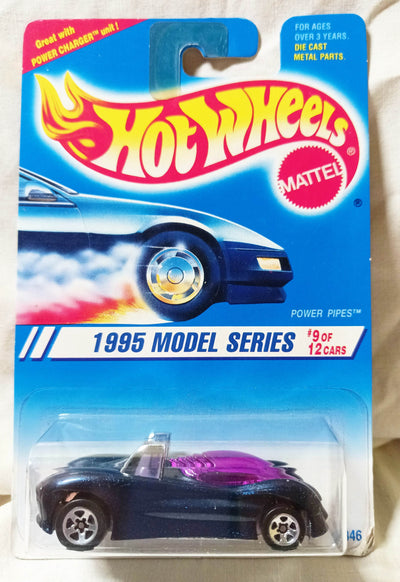 Great with
POWER CHARGER™ unit!
FOR AGES
OVER 3 YEARS.
DIE CAST
METAL PARTS.
HOT WHEELS®
MATTEL
®
POWER PIPES™
1995 MODEL SERIES
#9 OF
12 CARS